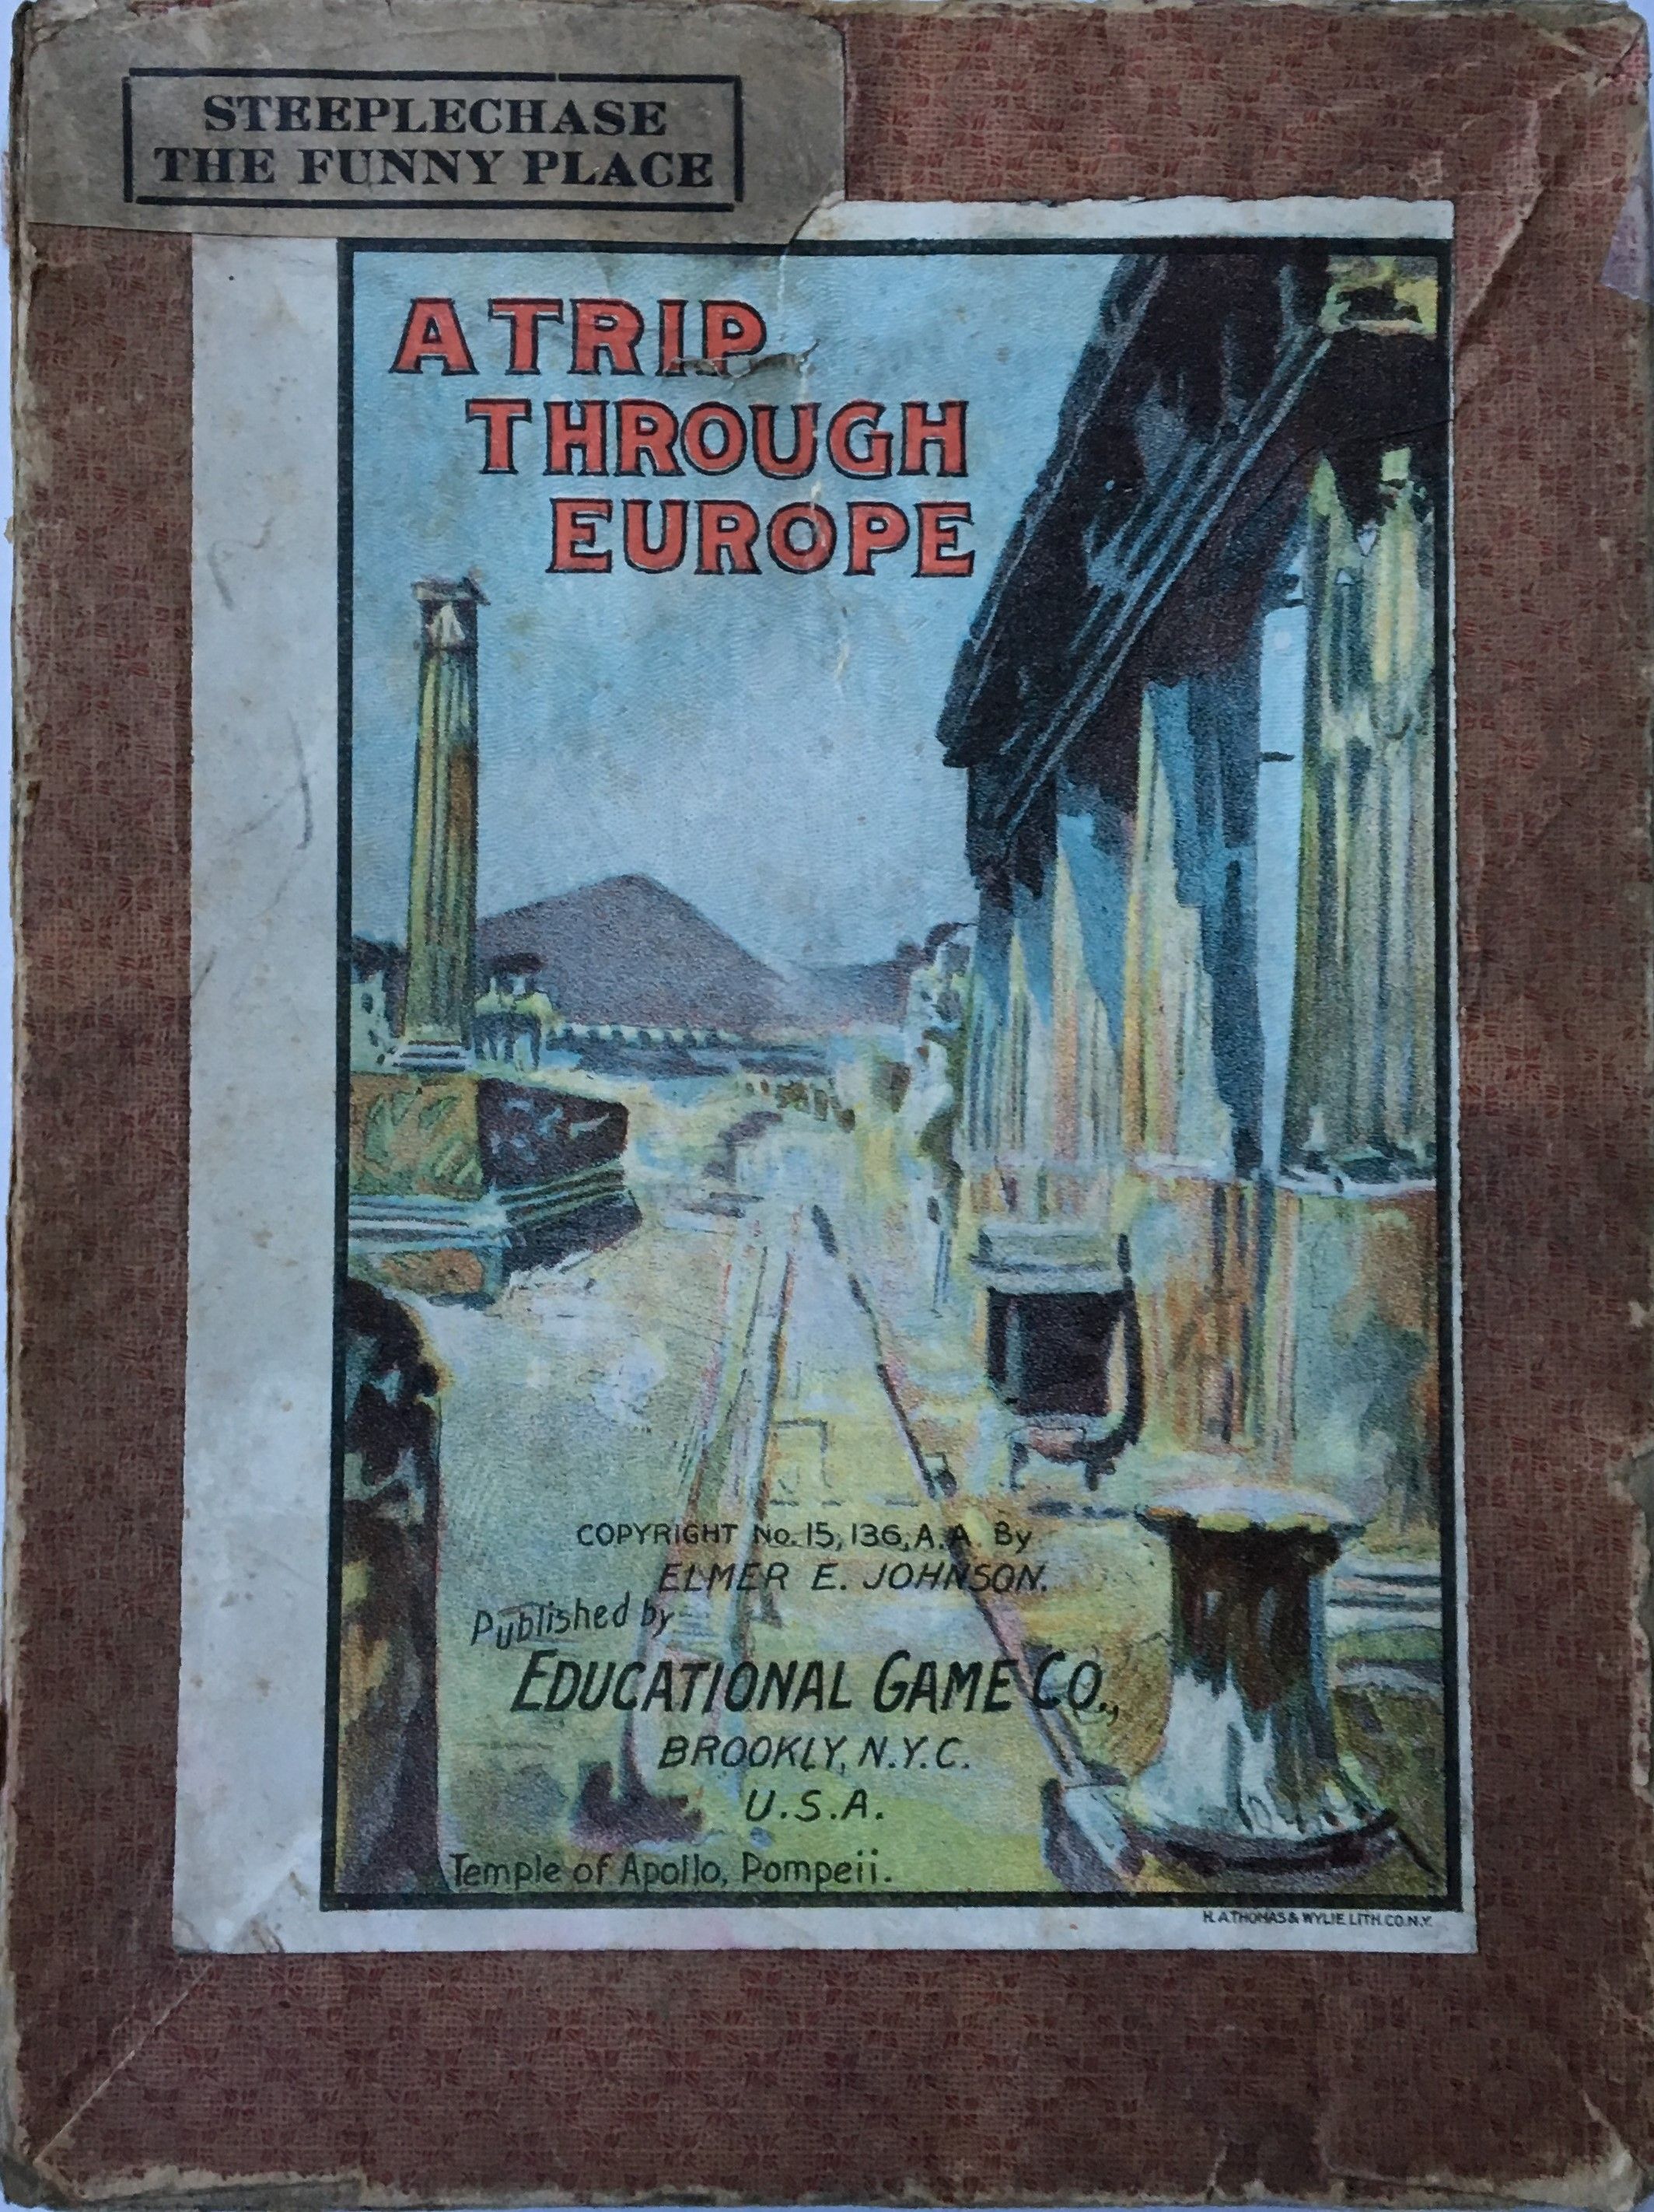 STEEPLECHASE
THE FUNNY PLACE
A TRIP
THROUGH
EUROPE
COPYRIGHT No. 15,136, A.A. By
ELMER E. JOHNSON.
Published by
EDUCATIONAL GAME CO.,
BROOKLY, N.Y.C.
U.S.A.
Temple of Apollo, Pompeii.
H. A. THOMAS & WYLIE LITH. CO. N.Y.